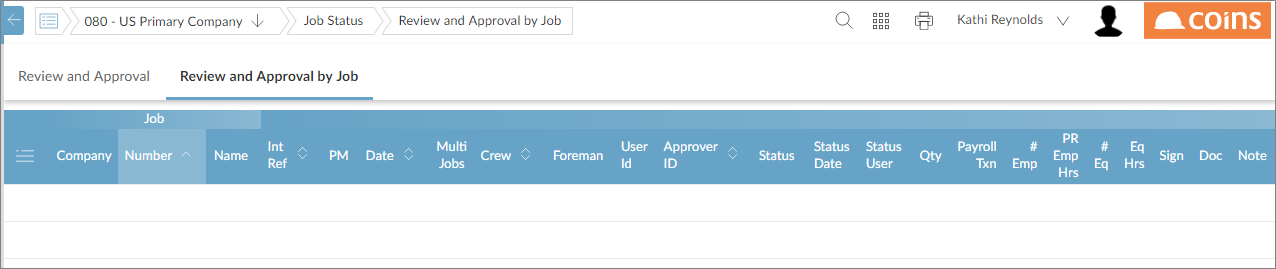 080 - US Primary Company
Job Status
Review and Approval by Job
Kathi Reynolds
coins
Review and Approval
Review and Approval by Job
Job
Company
Number
Name
Int
Ref
PM
Date
Multi
Jobs
Crew
Foreman
User
Id
Approver
ID
Status
Status
Date
Status
User
Qty
Payroll
Txn
#
Emp
PR
Emp
Hrs
#
Eq
Eq
Hrs
Sign
Doc
Note